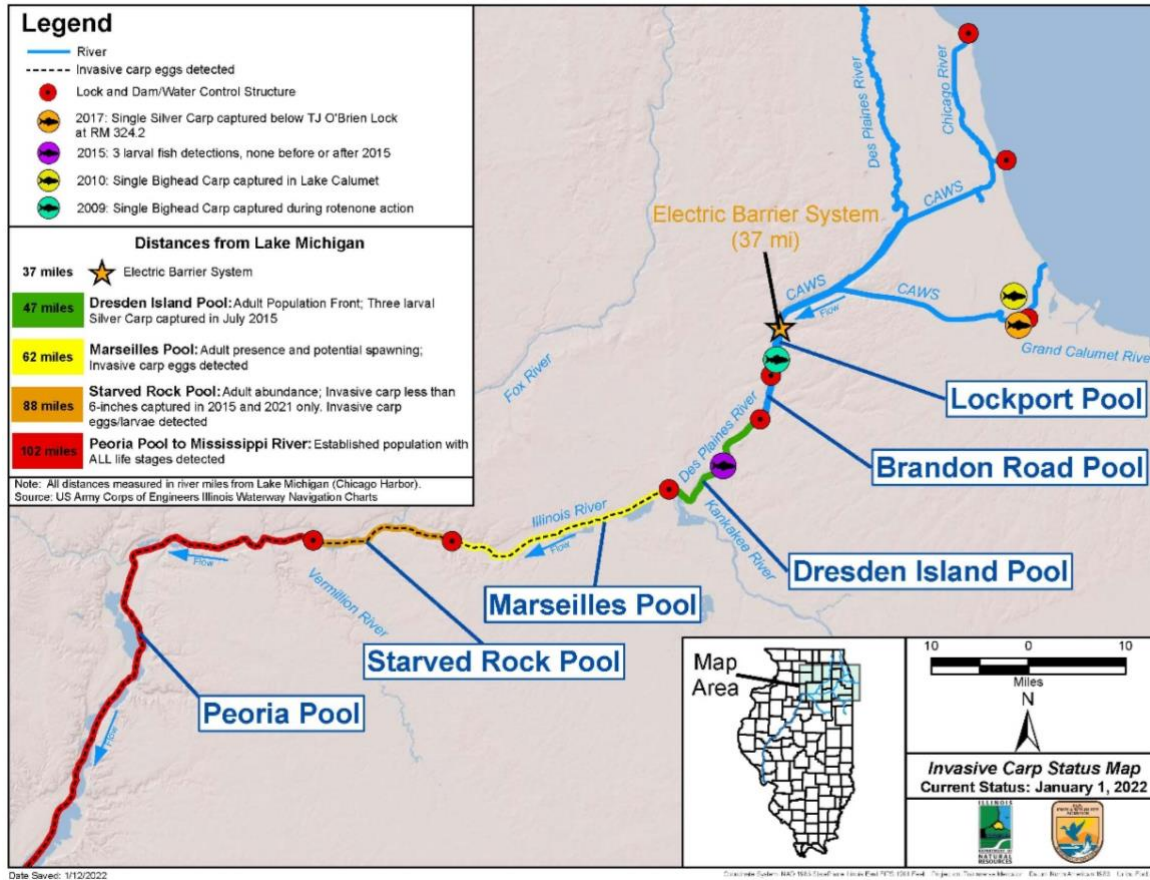 Legend
River
Invasive carp eggs detected
Lock and Dam/Water Control Structure
2017: Single Silver Carp captured below TJ O'Brien Lock
at RM 324.2
2015: 3 larval fish detections, none before or after 2015
2010: Single Bighead Carp captured in Lake Calumet
2009: Single Bighead Carp captured during rotenone action
Distances from Lake Michigan
37 miles Electric Barrier System
47 miles Dresden Island Pool: Adult Population Front; Three larval
Silver Carp captured in July 2015
62 miles Marseilles Pool: Adult presence and potential spawning;
Invasive carp eggs detected
88 miles Starved Rock Pool: Adult abundance; Invasive carp less than
6-inches captured in 2015 and 2021 only. Invasive carp
eggs/larvae detected
102 miles Peoria Pool to Mississippi River: Established population with
ALL life stages detected
Note: All distances measured in river miles from Lake Michigan (Chicago Harbor).
Source: US Army Corps of Engineers Illinois Waterway Navigation Charts
Des Plaines River
Chicago River
CAWS
Electric Barrier System
(37 mi)
CAWS
CAWS
Flow
Grand Calumet Rive
Fox River
Lockport Pool
Des Plaines River
Brandon Road Pool
Illinois River
Kankakee River
Flow
Dresden Island Pool
Flow
Marseilles Pool
Vermillion River
Starved Rock Pool
Peoria Pool
Flow
Map
Area
10 0 10
Miles
N
Invasive Carp Status Map
Current Status: January 1, 2022
ILLINOIS
DEPARTMENT OF
NATURAL
RESOURCES
Date Saved: 1/12/2022